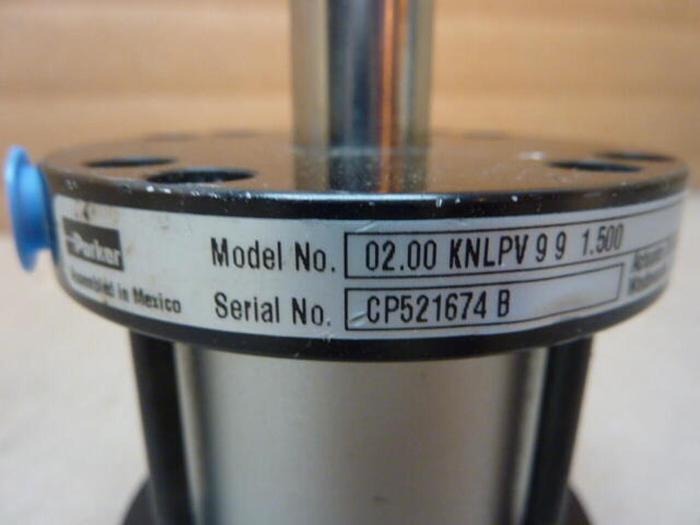 Parker
Assembled in Mexico
Model No. 02.00 KNLPV 9 9 1.500
Serial No. CP521674 B